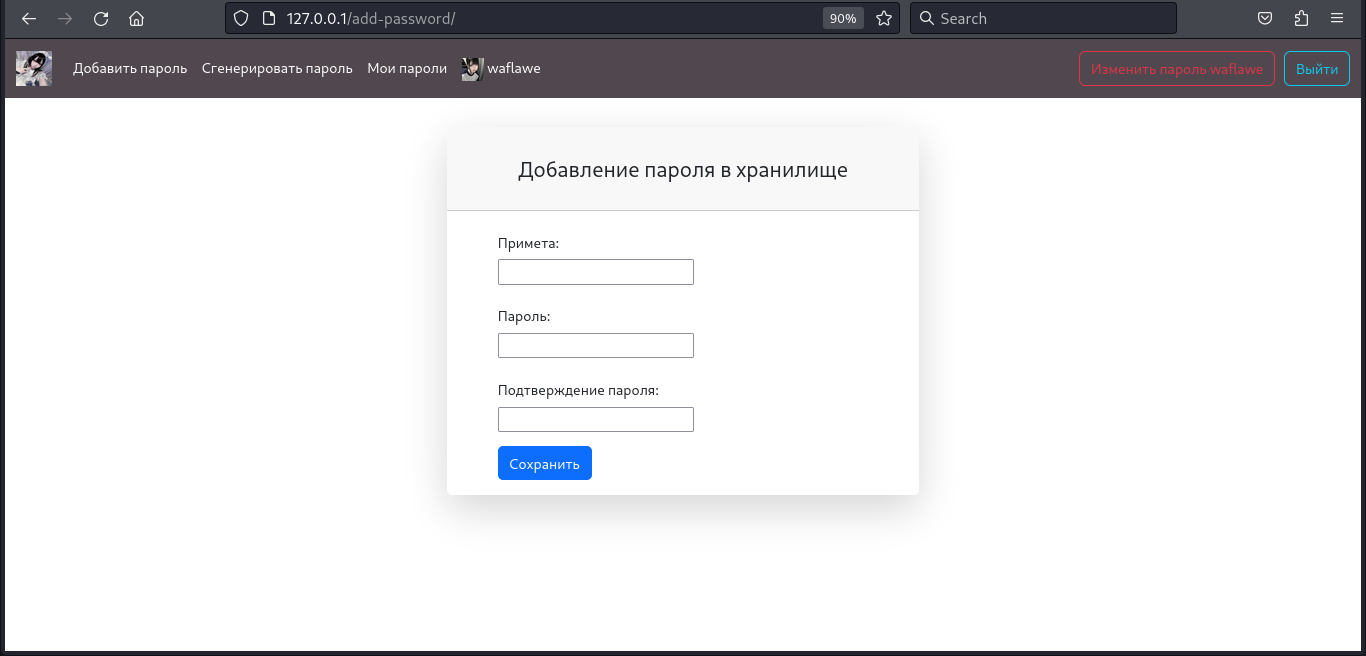 127.0.0.1/add-password/ 90% Search
Добавить пароль Сгенерировать пароль Мои пароли waflawe Изменить пароль waflawe Выйти
Добавление пароля в хранилище
Примета:
Пароль:
Подтверждение пароля:
Сохранить